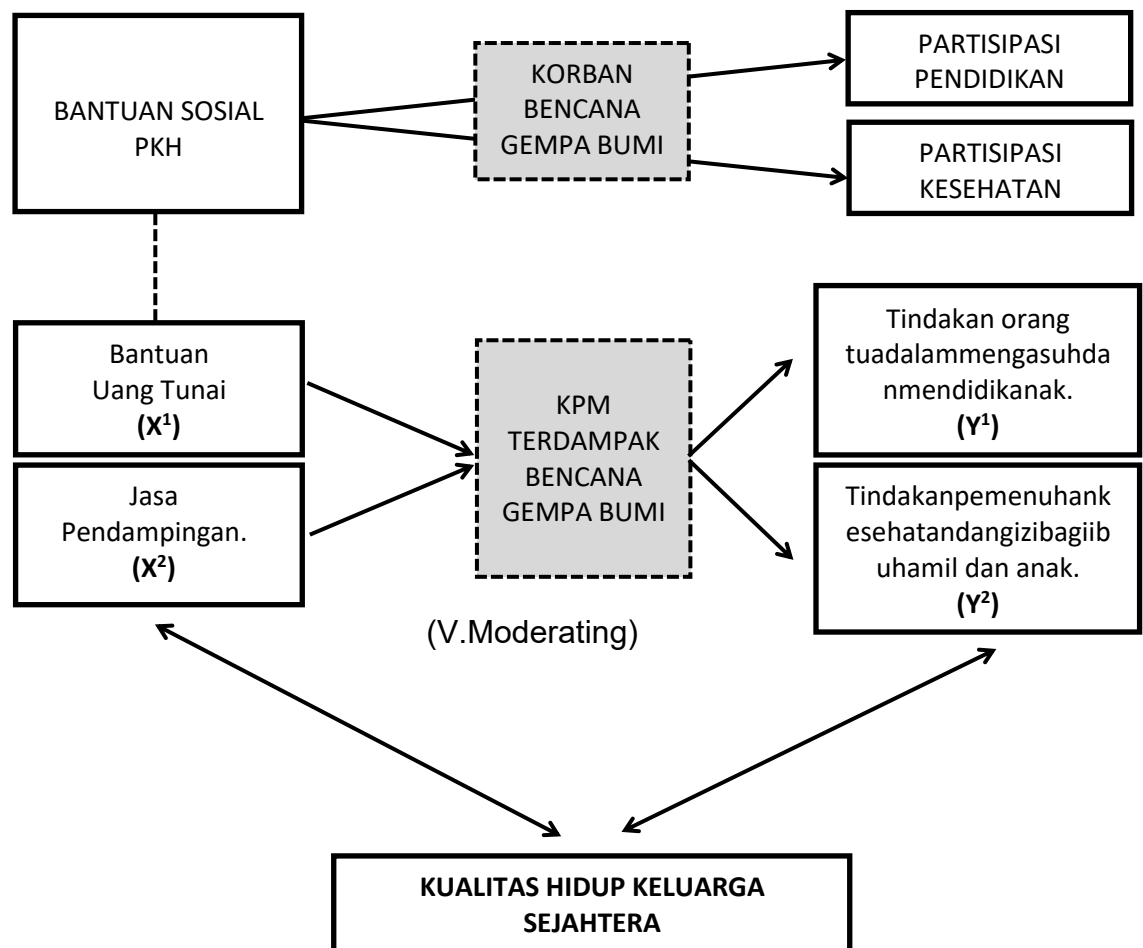 BANTUAN SOSIAL
PKH
KORBAN
BENCANA
GEMPA BUMI
PARTISIPASI
PENDIDIKAN
PARTISIPASI
KESEHATAN
Bantuan
Uang Tunai
(X¹)
Jasa
Pendampingan.
(X²)
KPM
TERDAMPAK
BENCANA
GEMPA BUMI
(V.Moderating)
Tindakan orang
tuadalammengasuhda
nmendidikanak.
(Y¹)
Tindakanpemenuhank
esehatandangizibagiib
uhamil dan anak.
(Y²)
KUALITAS HIDUP KELUARGA
SEJAHTERA